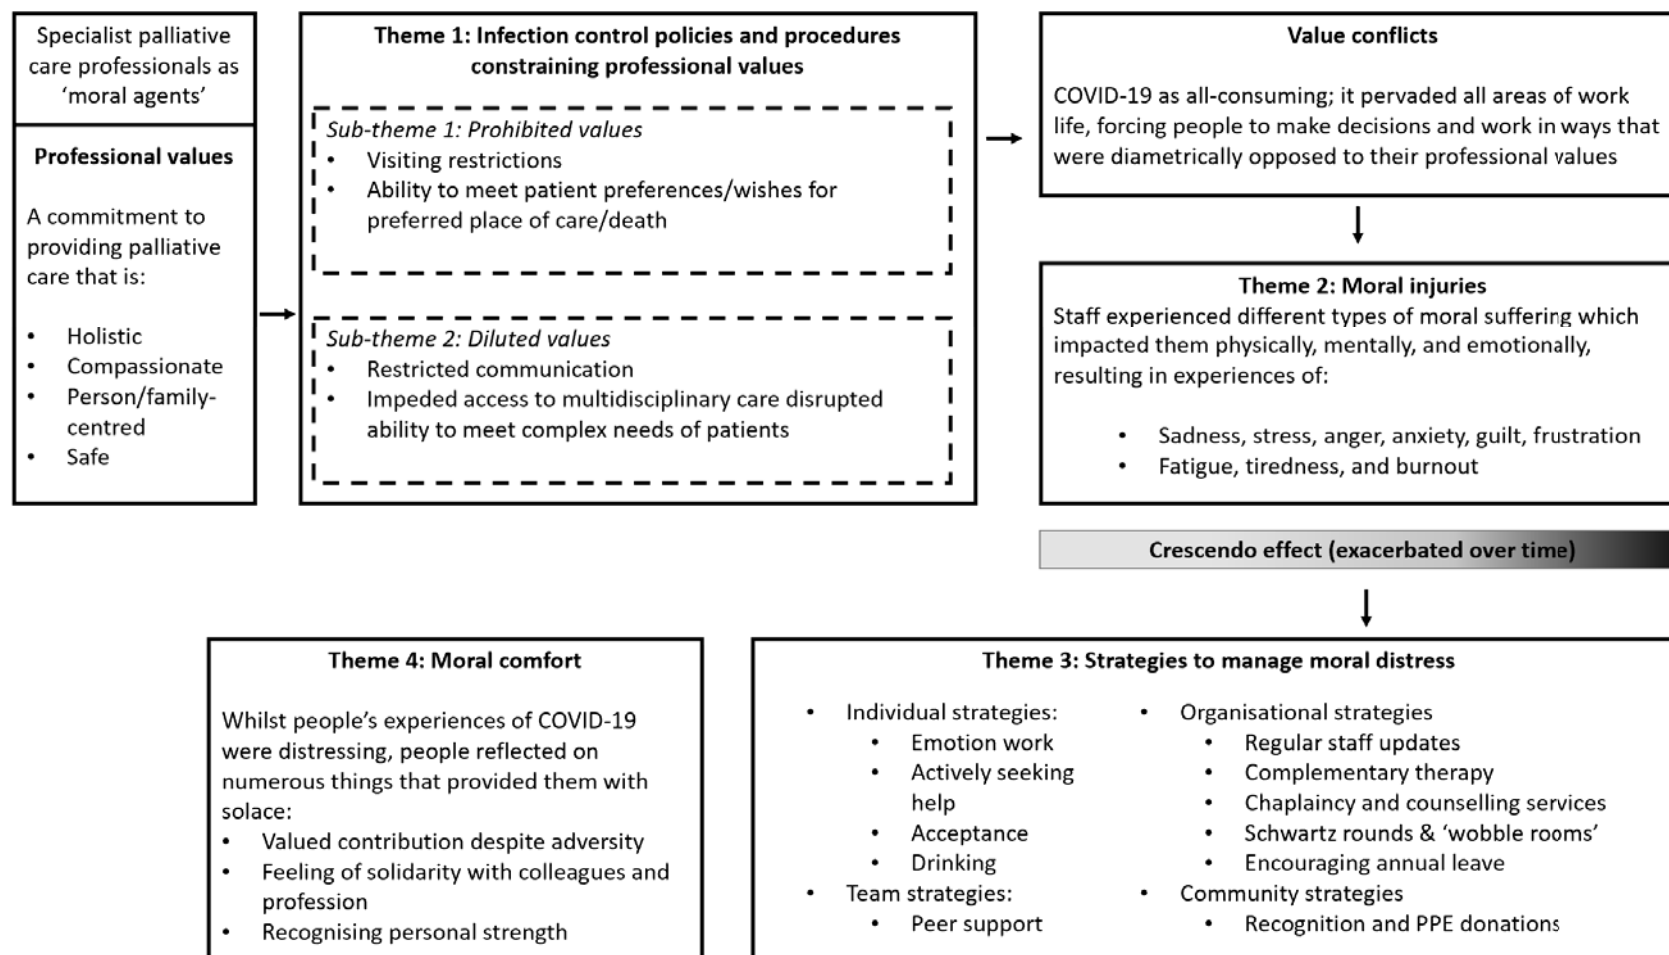 Specialist palliative
care professionals as
‘moral agents’
Professional values
A commitment to
providing palliative
care that is:
• Holistic
• Compassionate
• Person/family-
centred
• Safe
Theme 1: Infection control policies and procedures
constraining professional values
Sub-theme 1: Prohibited values
• Visiting restrictions
• Ability to meet patient preferences/wishes for
preferred place of care/death
Sub-theme 2: Diluted values
• Restricted communication
• Impeded access to multidisciplinary care disrupted
ability to meet complex needs of patients
Value conflicts
COVID-19 as all-consuming; it pervaded all areas of work
life, forcing people to make decisions and work in ways that
were diametrically opposed to their professional values
Theme 2: Moral injuries
Staff experienced different types of moral suffering which
impacted them physically, mentally, and emotionally,
resulting in experiences of:
• Sadness, stress, anger, anxiety, guilt, frustration
• Fatigue, tiredness, and burnout
Crescendo effect (exacerbated over time)
Theme 4: Moral comfort
Whilst people’s experiences of COVID-19
were distressing, people reflected on
numerous things that provided them with
solace:
• Valued contribution despite adversity
• Feeling of solidarity with colleagues and
profession
• Recognising personal strength
Theme 3: Strategies to manage moral distress
• Individual strategies:
• Emotion work
• Actively seeking
help
• Acceptance
• Drinking
• Team strategies:
• Peer support
• Organisational strategies
• Regular staff updates
• Complementary therapy
• Chaplaincy and counselling services
• Schwartz rounds & ‘wobble rooms’
• Encouraging annual leave
• Community strategies
• Recognition and PPE donations